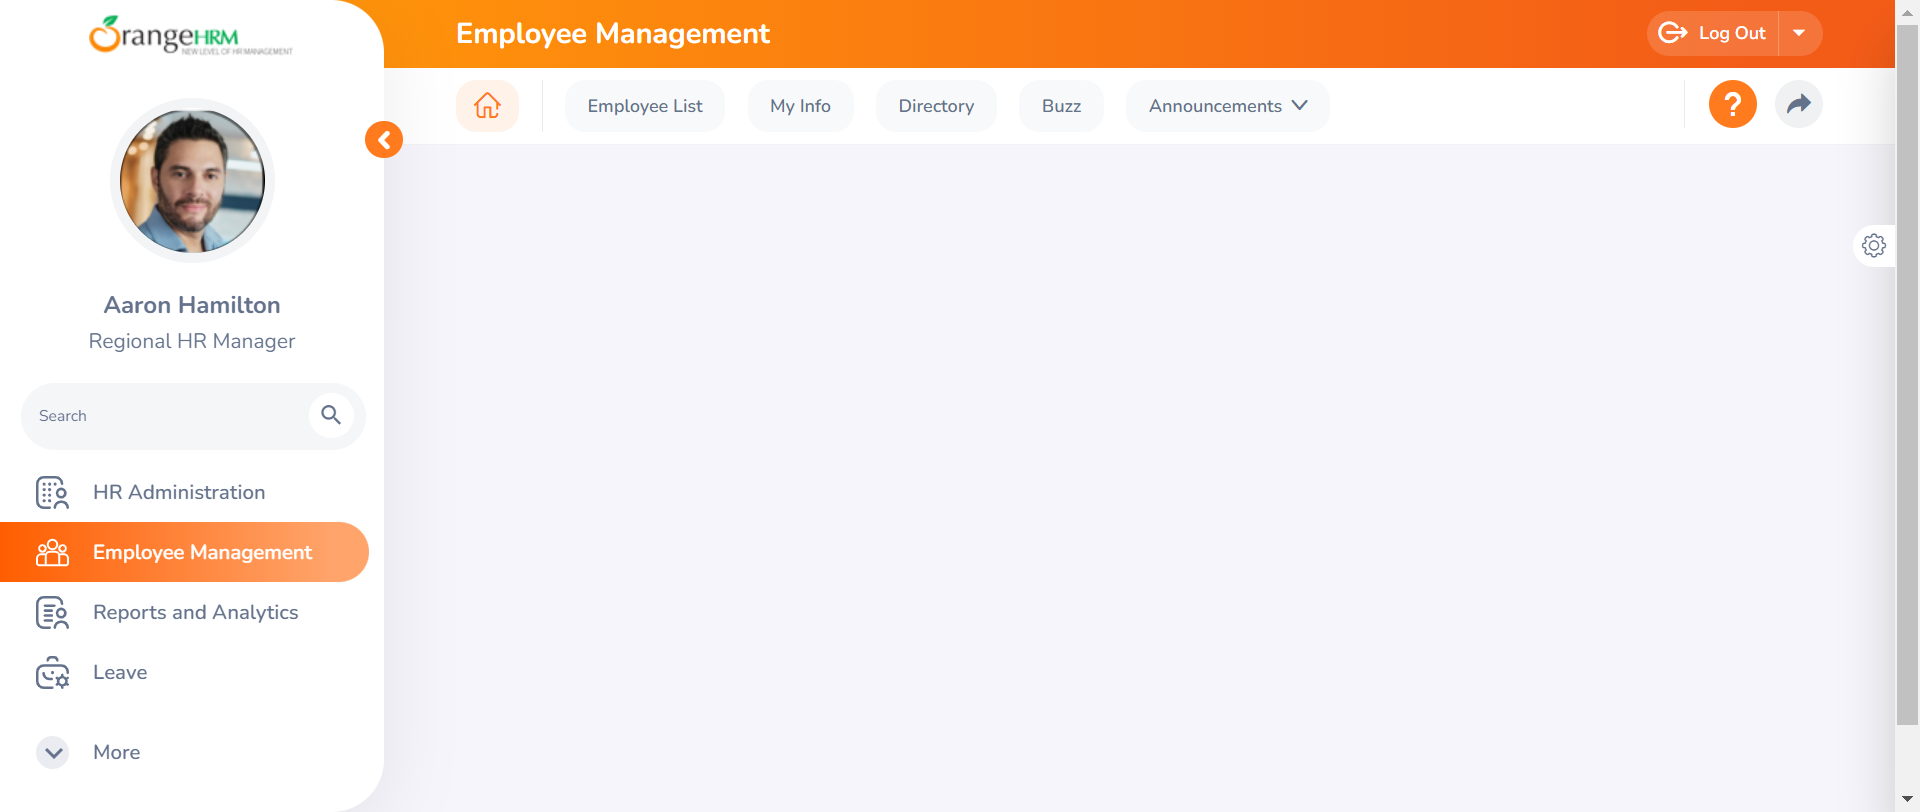 OrangeHRM
NEW LEVEL OF HR MANAGEMENT
Aaron Hamilton
Regional HR Manager
Search
HR Administration
Employee Management
Reports and Analytics
Leave
More
Employee Management
Log Out
Employee List
My Info
Directory
Buzz
Announcements
?